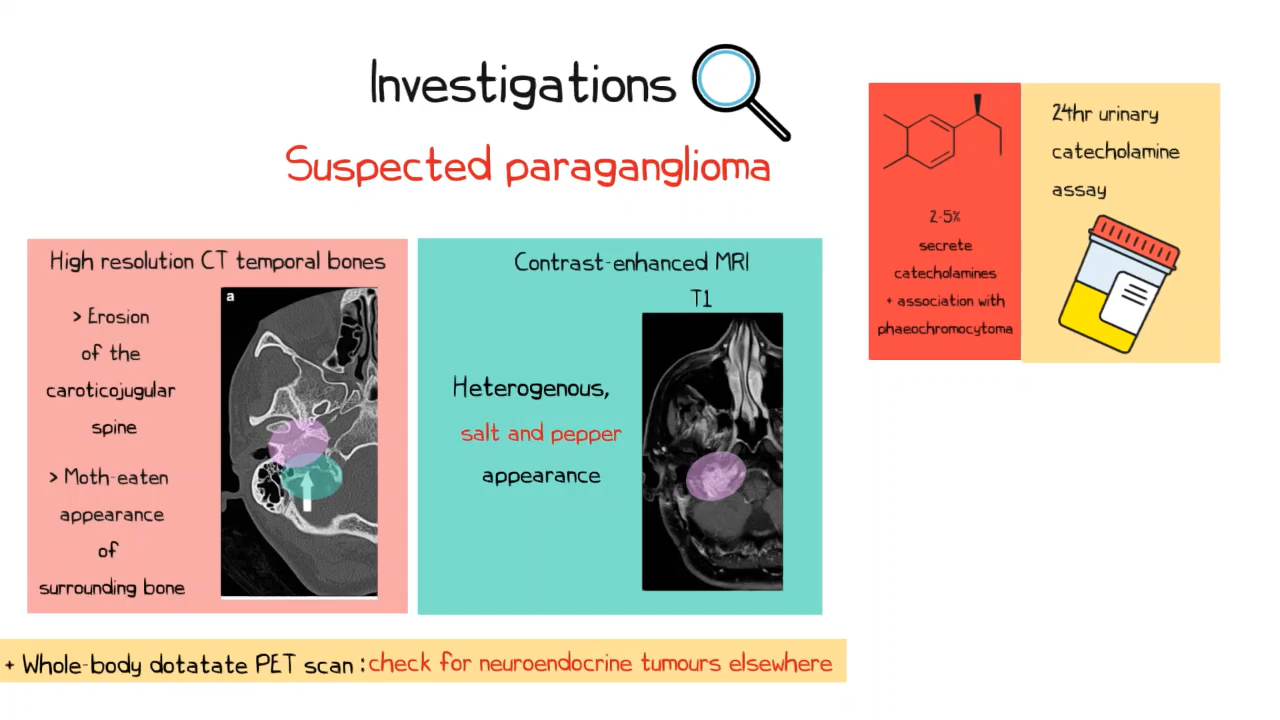 Investigations
Suspected paraganglioma
High resolution CT temporal bones
a
> Erosion
of the
caroticojugular
spine
> Moth-eaten
appearance
of
surrounding bone
Contrast-enhanced MRI
T1
Heterogenous,
salt and pepper
appearance
2-5%
secrete
catecholamines
+ association with
phaeochromocytoma
24hr urinary
catecholamine
assay
+ Whole-body dotatate PET scan : check for neuroendocrine tumours elsewhere